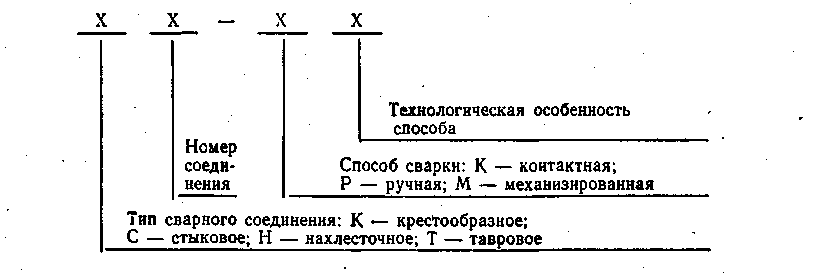 Х Х — Х Х
Технологическая особенность
способа
Номер
соеди-
нения
Способ сварки: К — контактная;
Р — ручная; М — механизированная
Тип сварного соединения: К — крестообразное;
С — стыковое; Н — нахлесточное; Т — тавровое